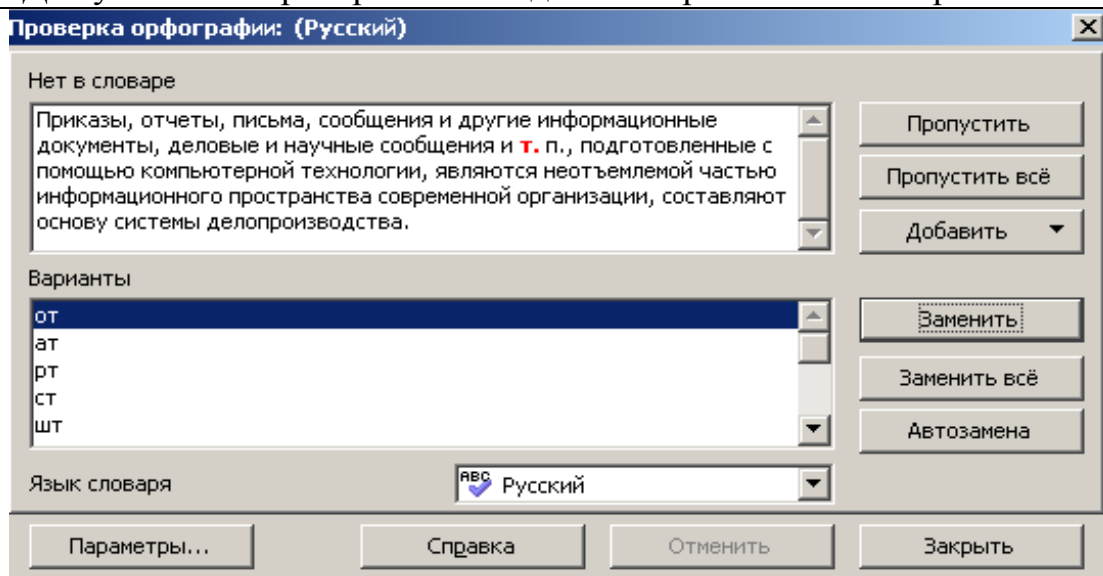 Проверка орфографии: (Русский)
Нет в словаре
Приказы, отчеты, письма, сообщения и другие информационные
документы, деловые и научные сообщения и т. п., подготовленные с
помощью компьютерной технологии, являются неотъемлемой частью
информационного пространства современной организации, составляют
основу системы делопроизводства.
Пропустить
Пропустить всё
Добавить
Варианты
от
ат
рт
ст
шт
Заменить
Заменить всё
Автозамена
Язык словаря
ABC Русский
Параметры...
Справка
Отменить
Закрыть